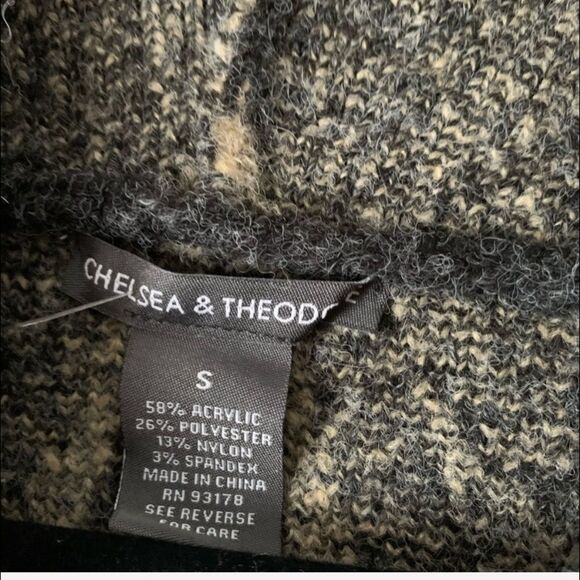 CHELSEA & THEODO
S
58% ACRYLIC
26% POLYESTER
13% NYLON
3% SPANDEX
MADE IN CHINA
RN 93178
SEE REVERSE
FOR CARE